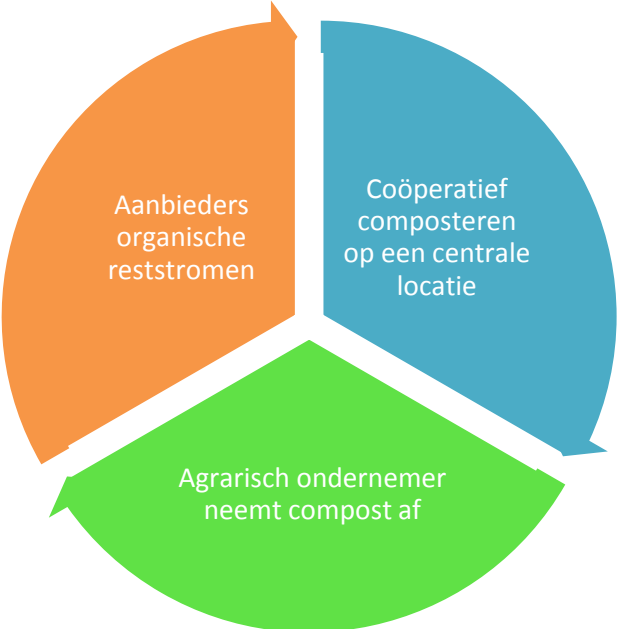 Aanbieders
organische
reststromen
Coöperatief
composteren
op een centrale
locatie
Agrarisch ondernemer
neemt compost af